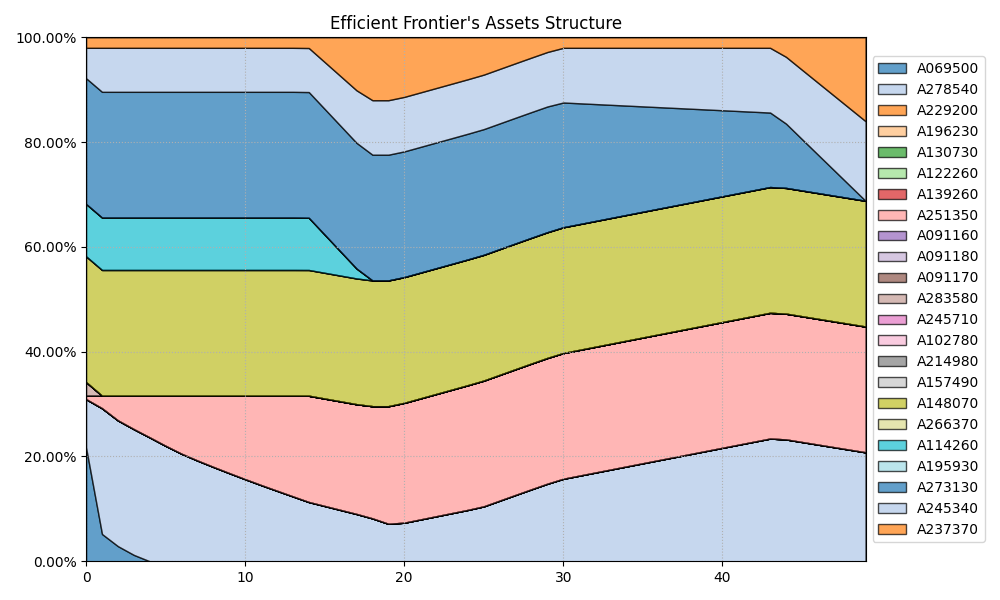 Efficient Frontier's Assets Structure
100.00%
80.00%
60.00%
40.00%
20.00%
0.00%
0
10
20
30
40
A069500
A278540
A229200
A196230
A130730
A122260
A139260
A251350
A091160
A091180
A091170
A283580
A245710
A102780
A214980
A157490
A148070
A266370
A114260
A195930
A273130
A245340
A237370